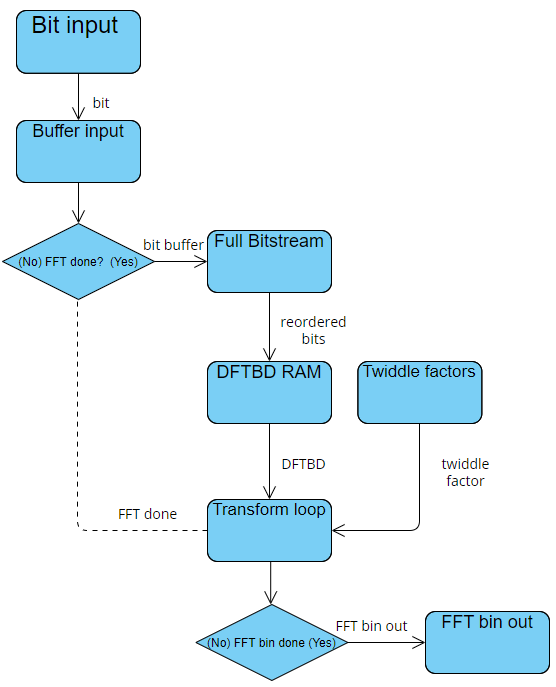 Bit input
bit
Buffer input
(No) FFT done?  (Yes)
bit buffer
Full Bitstream
reordered
bits
DFTBD RAM
Twiddle factors
DFTBD
twiddle
factor
FFT done
Transform loop
(No) FFT bin done (Yes)
FFT bin out
FFT bin out